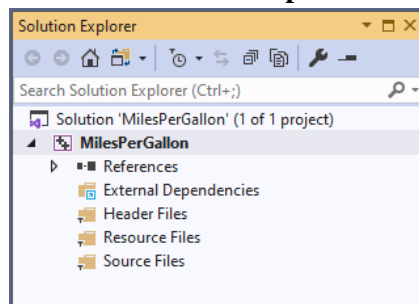 Solution Explorer
Search Solution Explorer (Ctrl+;)
Solution 'MilesPerGallon' (1 of 1 project)
MilesPerGallon
References
External Dependencies
Header Files
Resource Files
Source Files